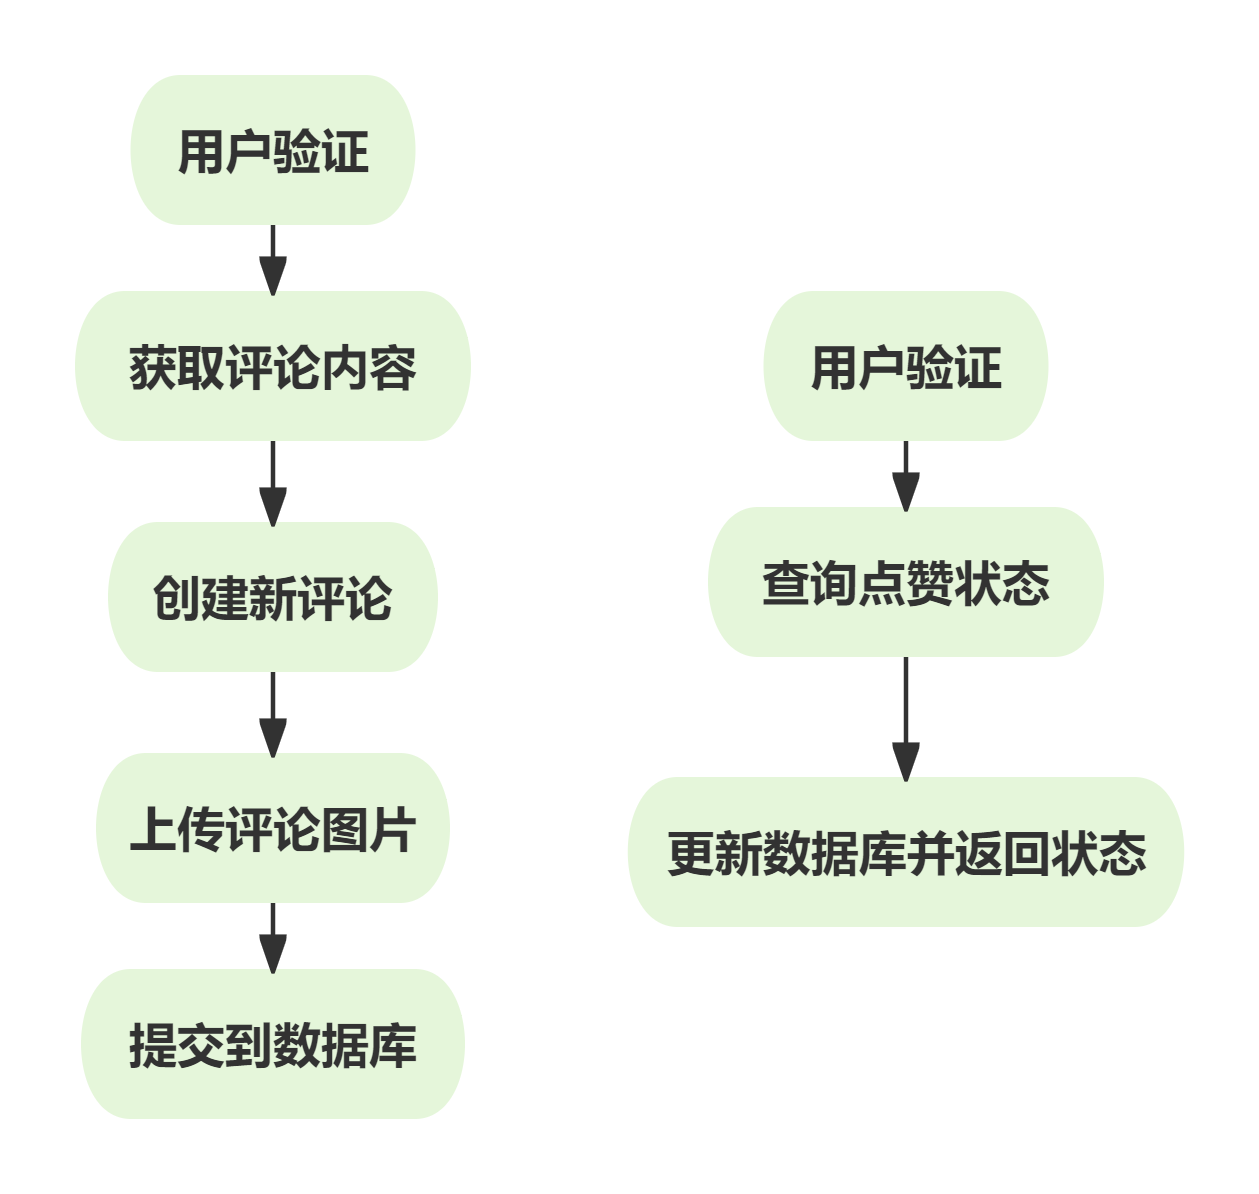 用户验证
获取评论内容
创建新评论
上传评论图片
提交到数据库
用户验证
查询点赞状态
更新数据库并返回状态